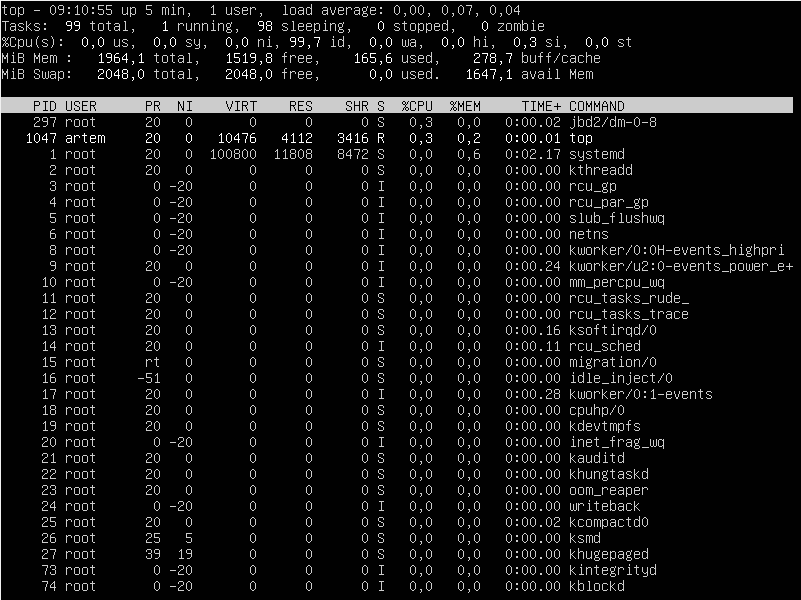 top - 09:10:55 up 5 min,  1 user,  load average: 0,00, 0,07, 0,04
Tasks:  99 total,   1 running,  98 sleeping,   0 stopped,   0 zombie
%Cpu(s):  0,0 us,  0,0 sy,  0,0 ni, 99,7 id,  0,0 wa,  0,0 hi,  0,3 si,  0,0 st
MiB Mem :   1964,1 total,   1519,8 free,    165,6 used,    278,7 buff/cache
MiB Swap:   2048,0 total,   2048,0 free,      0,0 used.   1647,1 avail Mem
PID USER      PR  NI    VIRT    RES    SHR S  %CPU  %MEM     TIME+ COMMAND
297 root      20   0       0      0      0 S   0,3   0,0   0:00.02 jbd2/dm-0-8
1047 artem     20   0   10476   4112   3416 R   0,3   0,2   0:00.01 top
1 root      20   0  100800  11808   8472 S   0,0   0,6   0:02.17 systemd
2 root      20   0       0      0      0 S   0,0   0,0   0:00.00 kthreadd
3 root       0 -20       0      0      0 I   0,0   0,0   0:00.00 rcu_gp
4 root       0 -20       0      0      0 I   0,0   0,0   0:00.00 rcu_par_gp
5 root       0 -20       0      0      0 I   0,0   0,0   0:00.00 slub_flushwq
6 root       0 -20       0      0      0 I   0,0   0,0   0:00.00 netns
8 root       0 -20       0      0      0 I   0,0   0,0   0:00.00 kworker/0:0H-events_highpri
9 root      20   0       0      0      0 I   0,0   0,0   0:00.24 kworker/u2:0-events_power_e+
10 root       0 -20       0      0      0 I   0,0   0,0   0:00.00 mm_percpu_wq
11 root      20   0       0      0      0 S   0,0   0,0   0:00.00 rcu_tasks_rude_
12 root      20   0       0      0      0 S   0,0   0,0   0:00.00 rcu_tasks_trace
13 root      20   0       0      0      0 S   0,0   0,0   0:00.16 ksoftirqd/0
14 root      20   0       0      0      0 I   0,0   0,0   0:00.11 rcu_sched
15 root      rt   0       0      0      0 S   0,0   0,0   0:00.00 migration/0
16 root     -51   0       0      0      0 S   0,0   0,0   0:00.00 idle_inject/0
17 root      20   0       0      0      0 I   0,0   0,0   0:00.28 kworker/0:1-events
18 root      20   0       0      0      0 S   0,0   0,0   0:00.00 cpuhp/0
19 root      20   0       0      0      0 S   0,0   0,0   0:00.00 kdevtmpfs
20 root       0 -20       0      0      0 I   0,0   0,0   0:00.00 inet_frag_wq
21 root      20   0       0      0      0 S   0,0   0,0   0:00.00 kauditd
22 root      20   0       0      0      0 S   0,0   0,0   0:00.00 khungtaskd
23 root      20   0       0      0      0 S   0,0   0,0   0:00.00 oom_reaper
24 root       0 -20       0      0      0 I   0,0   0,0   0:00.00 writeback
25 root      20   0       0      0      0 S   0,0   0,0   0:00.02 kcompactd0
26 root      25   5       0      0      0 S   0,0   0,0   0:00.00 ksmd
27 root      39  19       0      0      0 S   0,0   0,0   0:00.00 khugepaged
73 root       0 -20       0      0      0 I   0,0   0,0   0:00.00 kintegrityd
74 root       0 -20       0      0      0 I   0,0   0,0   0:00.00 kblockd